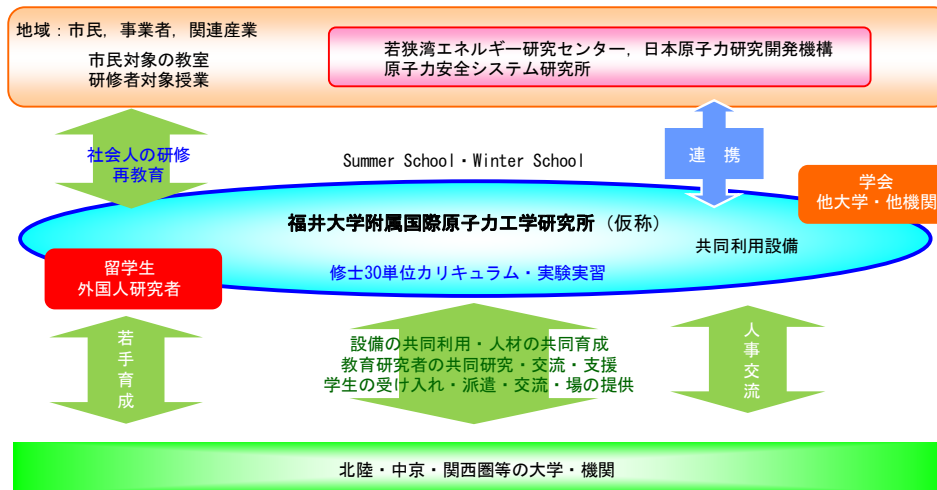 地域：市民，事業者，関連産業
市民対象の教室
研修者対象授業
若狭湾エネルギー研究センター，日本原子力研究開発機構
原子力安全システム研究所
社会人の研修
再教育
Summer School・Winter School
連　携
学会
他大学・他機関
福井大学附属国際原子力工学研究所（仮称）
共同利用設備
留学生
外国人研究者
修士30単位カリキュラム・実験実習
若手育成
設備の共同利用・人材の共同育成
教育研究者の共同研究・交流・支援
学生の受け入れ・派遣・交流・場の提供
人事交流
北陸・中京・関西圏等の大学・機関